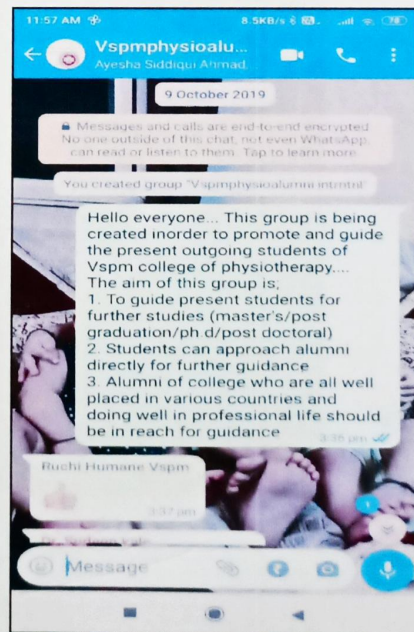 11:57 AM
8.5KB/s
78
Vspmphysioalu...
Ayesha Siddiqui Ahmad,
9 October 2019
Messages and calls are end-to-end encrypted.
No one outside of this chat, not even WhatsApp,
can read or listen to them. Tap to learn more.
You created group "Vspmphysioalumni intrntnl"
Hello everyone... This group is being
created inorder to promote and guide
the present outgoing students of
Vspm college of physiotherapy....
The aim of this group is;
1. To guide present students for
further studies (master's/post
graduation/ph d/post doctoral)
2. Students can approach alumni
directly for further guidance
3. Alumni of college who are all well
placed in various countries and
doing well in professional life should
be in reach for guidance
3:35 pm
Ruchi Humane Vspm
3:37 pm
Message